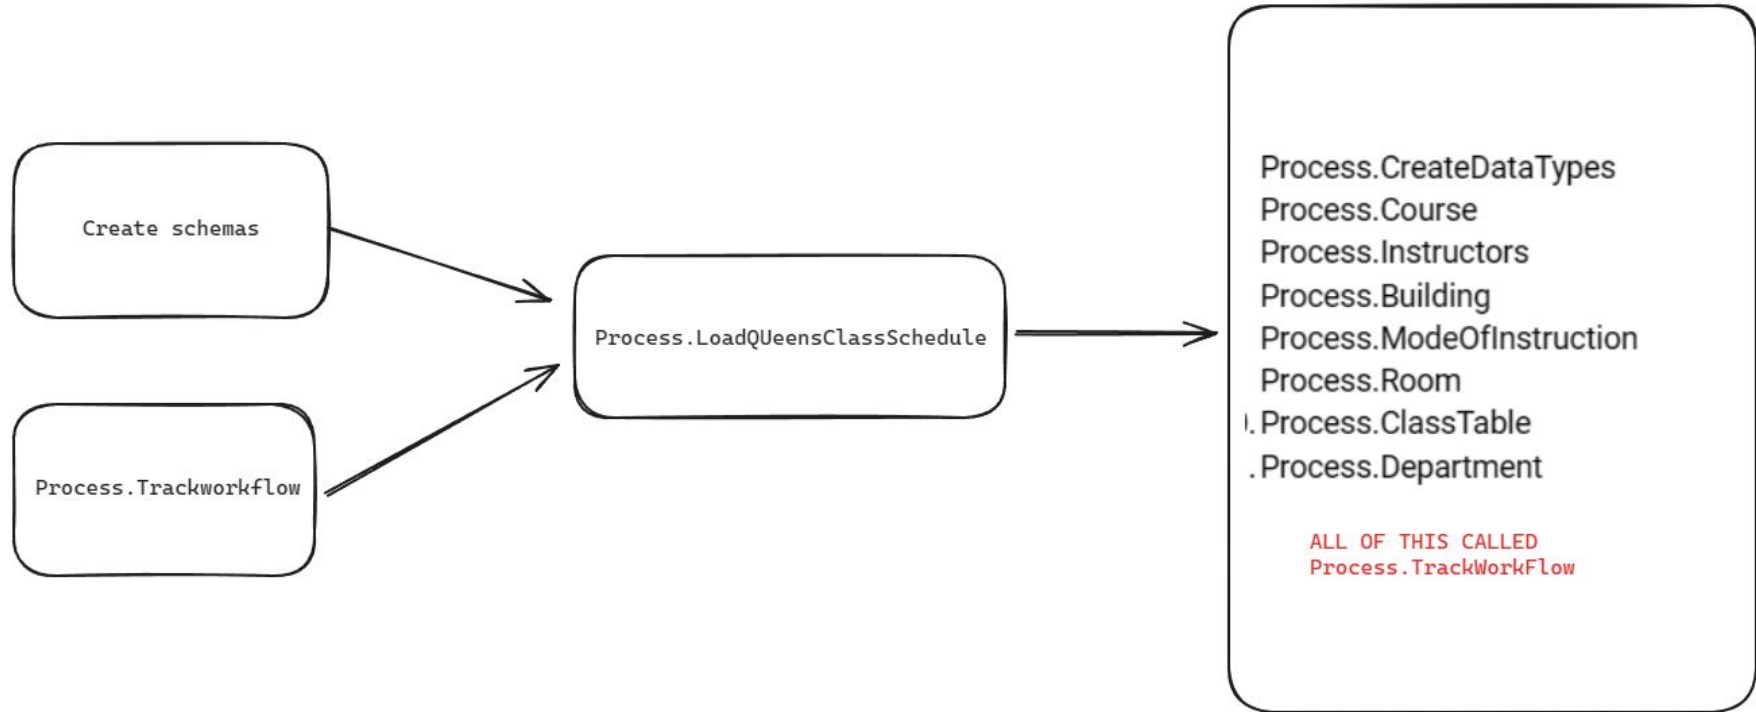 Create schemas
Process.Trackworkflow
Process.LoadQUeensClassSchedule
Process.CreateDataTypes
Process.Course
Process.Instructors
Process.Building
Process.ModeOfInstruction
Process.Room
. Process.ClassTable
. Process.Department
ALL OF THIS CALLED
Process.TrackWorkFlow